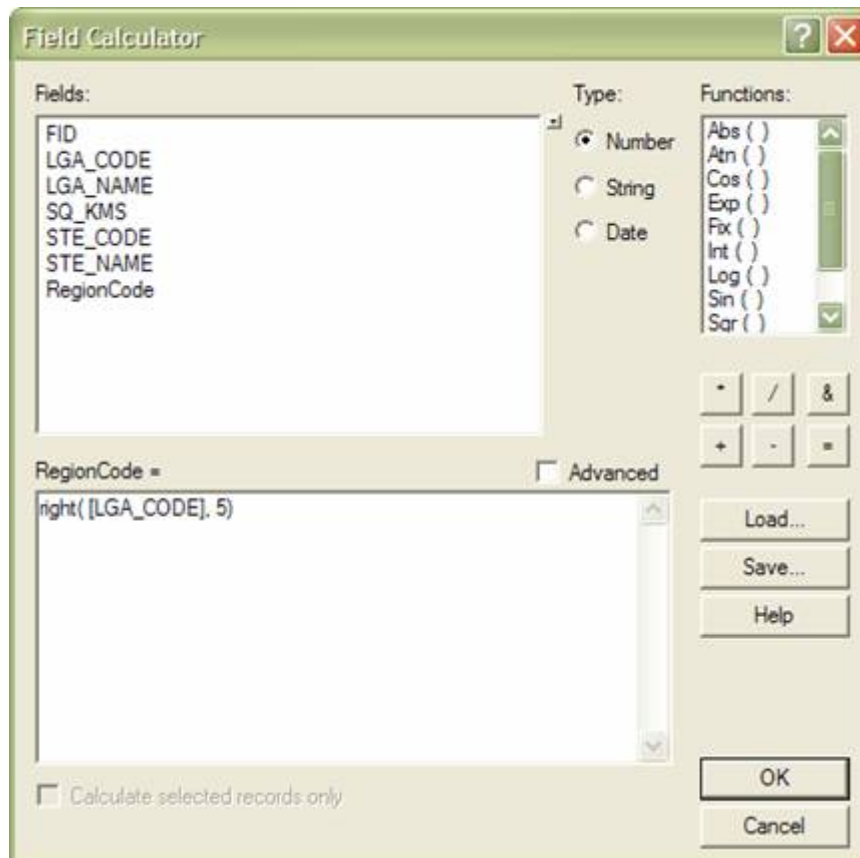 Field Calculator
Fields:
FID
LGA_CODE
LGA_NAME
SQ_KMS
STE_CODE
STE_NAME
RegionCode
Type:
Number
String
Date
Functions:
Abs ( )
Atn ( )
Cos ( )
Exp ( )
Fix ( )
Int ( )
Log ( )
Sin ( )
Sqr ( )
* / &
+ - =
RegionCode =
Advanced
right( [LGA_CODE], 5)
Load...
Save...
Help
Calculate selected records only
OK
Cancel